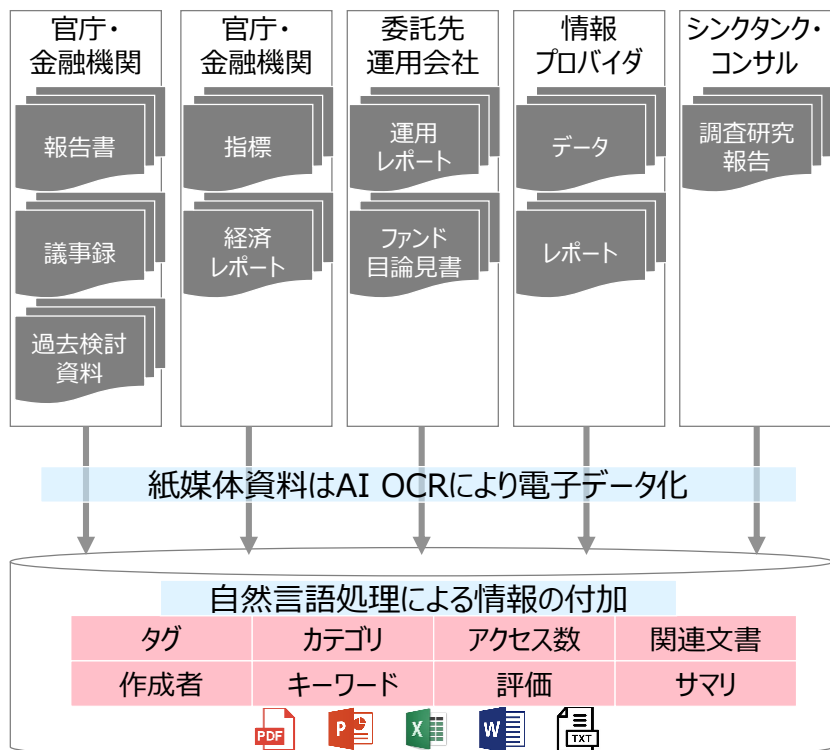 官庁・
金融機関
報告書
議事録
過去検討
資料
官庁・
金融機関
指標
経済
レポート
委託先
運用会社
運用
レポート
ファンド
目論見書
情報
プロバイダ
データ
レポート
シンクタンク・
コンサル
調査研究
報告
紙媒体資料はAI OCRにより電子データ化
自然言語処理による情報の付加
タグ カテゴリ アクセス数 関連文書
作成者 キーワード 評価 サマリ
PDF P X W TXT